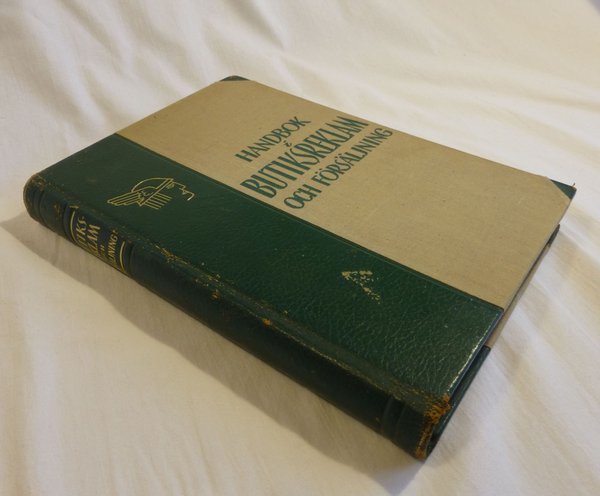 HANDBOK
i
BUTIKSREKLAM
OCH FÖRSÄLJNING